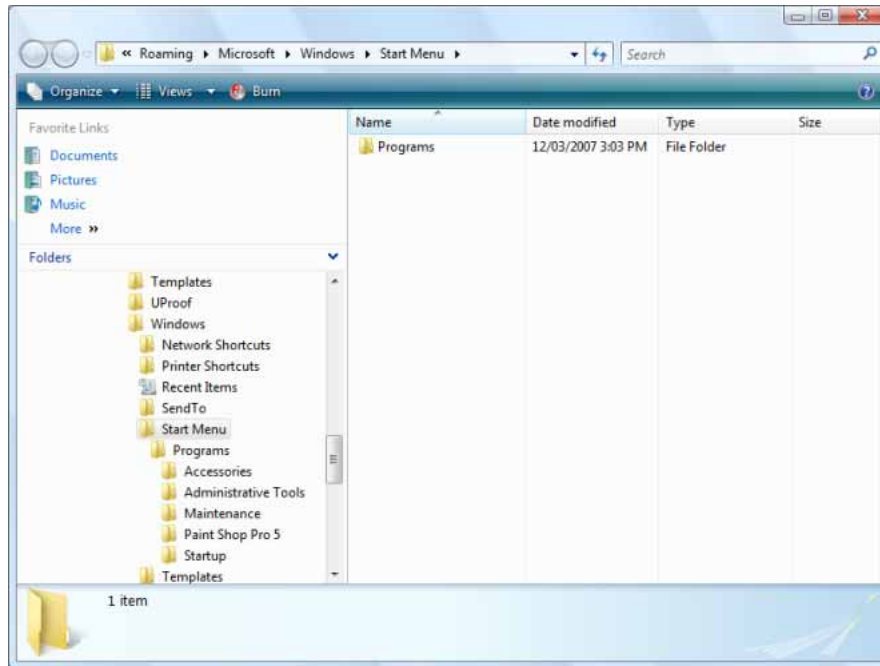 « Roaming ▸ Microsoft ▸ Windows ▸ Start Menu ▸
Search
Organize Views Burn
Favorite Links
Documents
Pictures
Music
More »
Folders
Templates
UProof
Windows
Network Shortcuts
Printer Shortcuts
Recent Items
SendTo
Start Menu
Programs
Accessories
Administrative Tools
Maintenance
Paint Shop Pro 5
Startup
Templates
Name Date modified Type Size
Programs 12/03/2007 3:03 PM File Folder
1 item